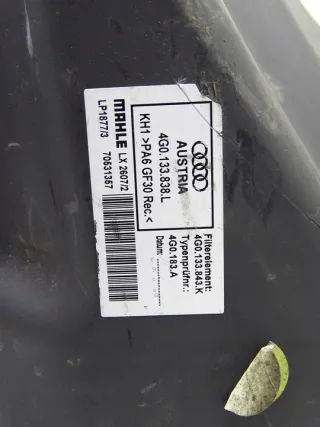 AUSTRIA
4G0.133.838.L
KH1 >PA6 GF30 Rec.<
MAHLE LX 2607/2
LP1877/3 70531357
Filterelement:
4G0.133.843.K
Typenprüfnr.:
4G0.183.A
Datum: